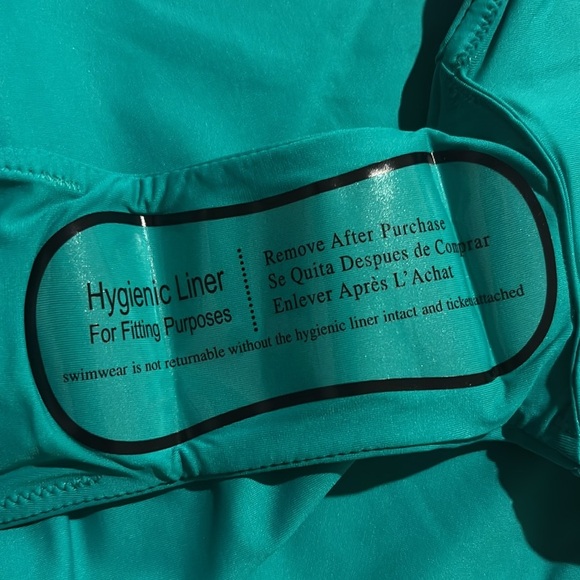 Hygienic Liner
For Fitting Purposes
Remove After Purchase
Se Quita Despues de Comprar
Enlever Après L'Achat
swimwear is not returnable without the hygienic liner intact and ticket attached